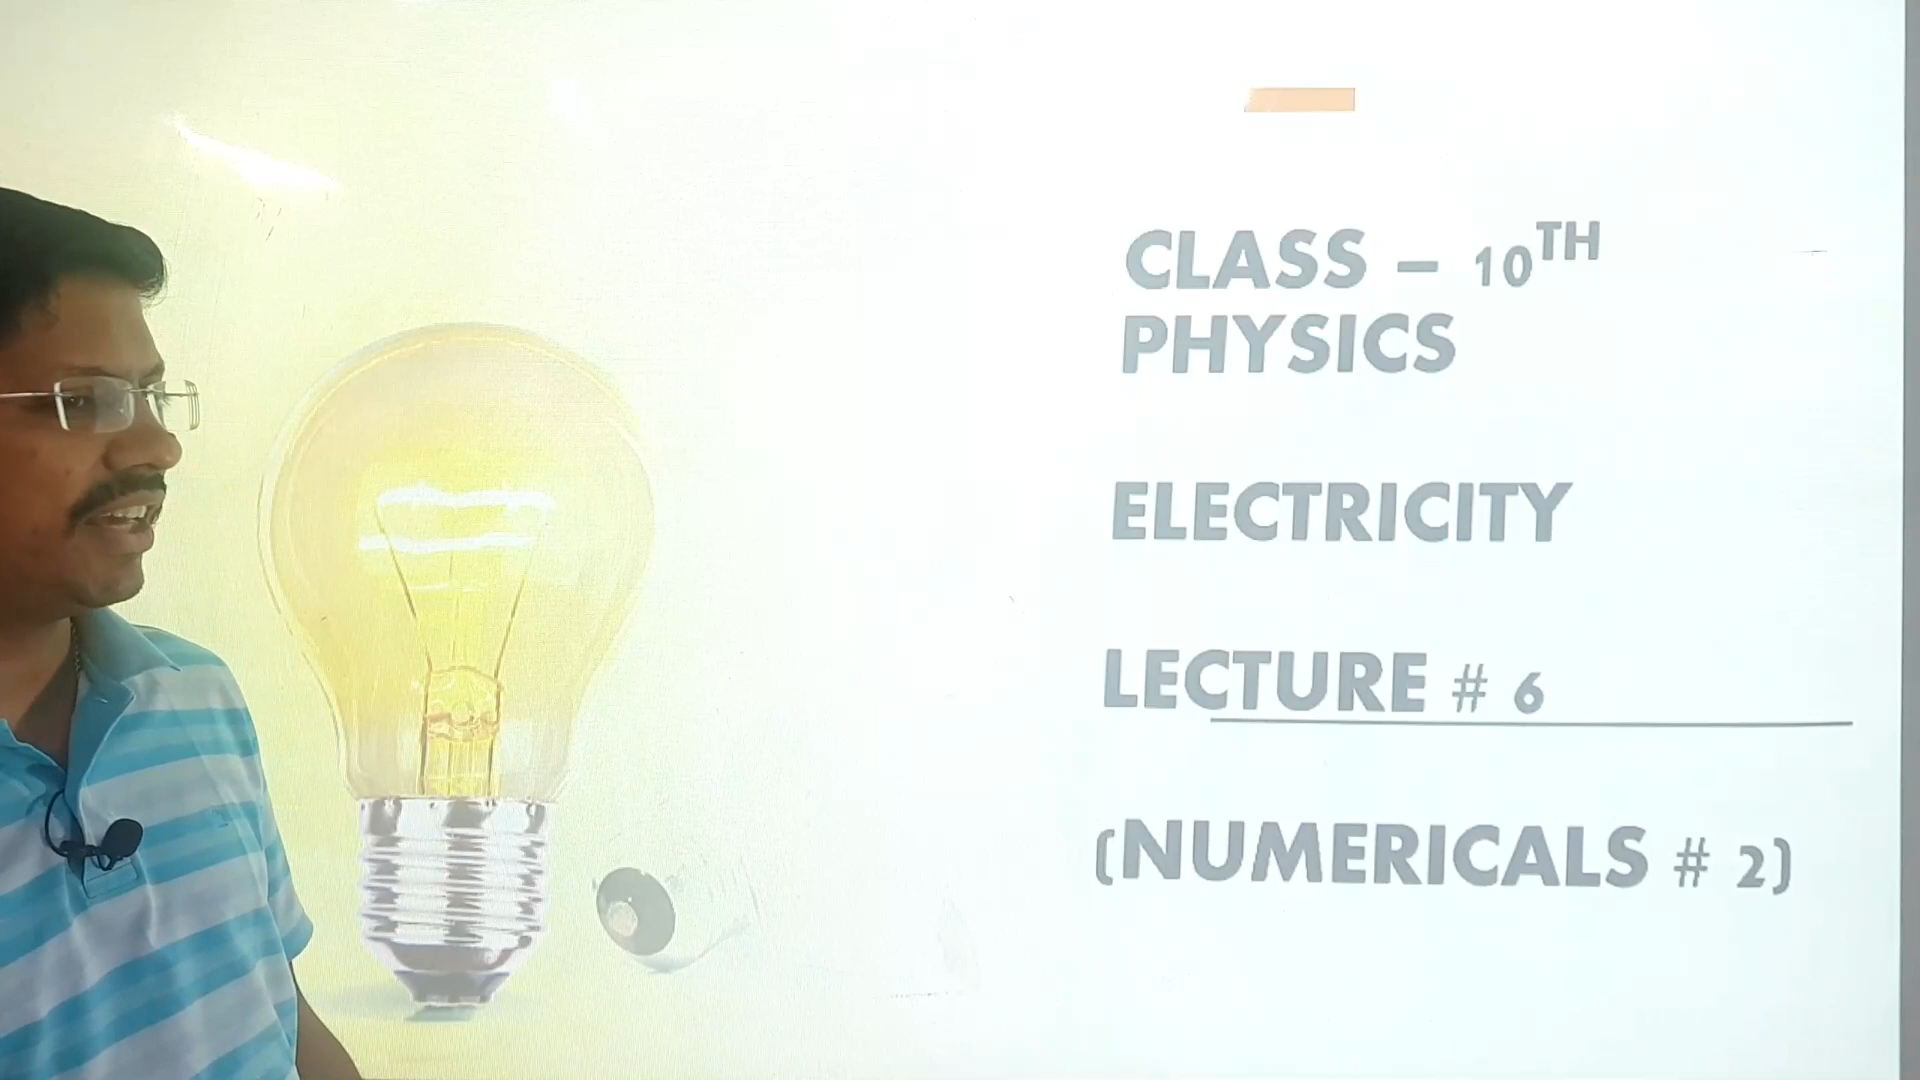 CLASS – 10TH
PHYSICS
ELECTRICITY
LECTURE # 6
(NUMERICALS # 2)